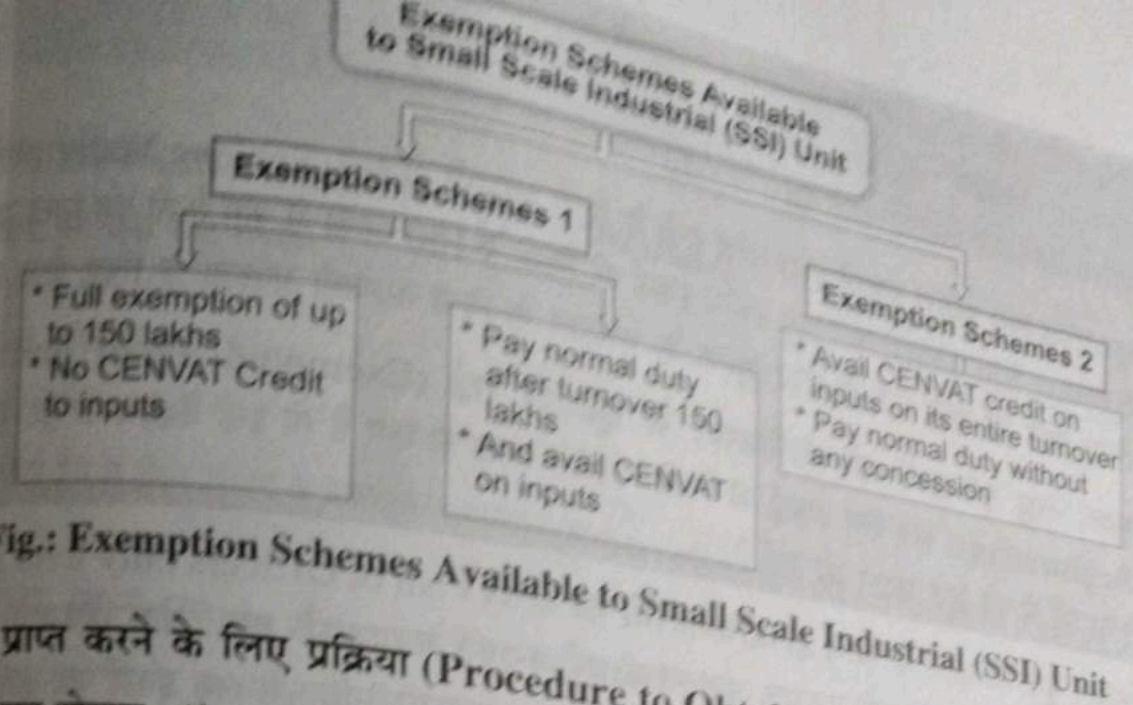 Exemption Schemes Available
to Small Scale Industrial (SSI) Unit
Exemption Schemes 1
* Full exemption of up
to 150 lakhs
* No CENVAT Credit
to inputs
* Pay normal duty
after turnover 150
lakhs
* And avail CENVAT
on inputs
Exemption Schemes 2
* Avail CENVAT credit on
inputs on its entire turnover
* Pay normal duty without
any concession
ig.: Exemption Schemes Available to Small Scale Industrial (SSI) Unit
प्राप्त करने के लिए प्रक्रिया (Procedure to